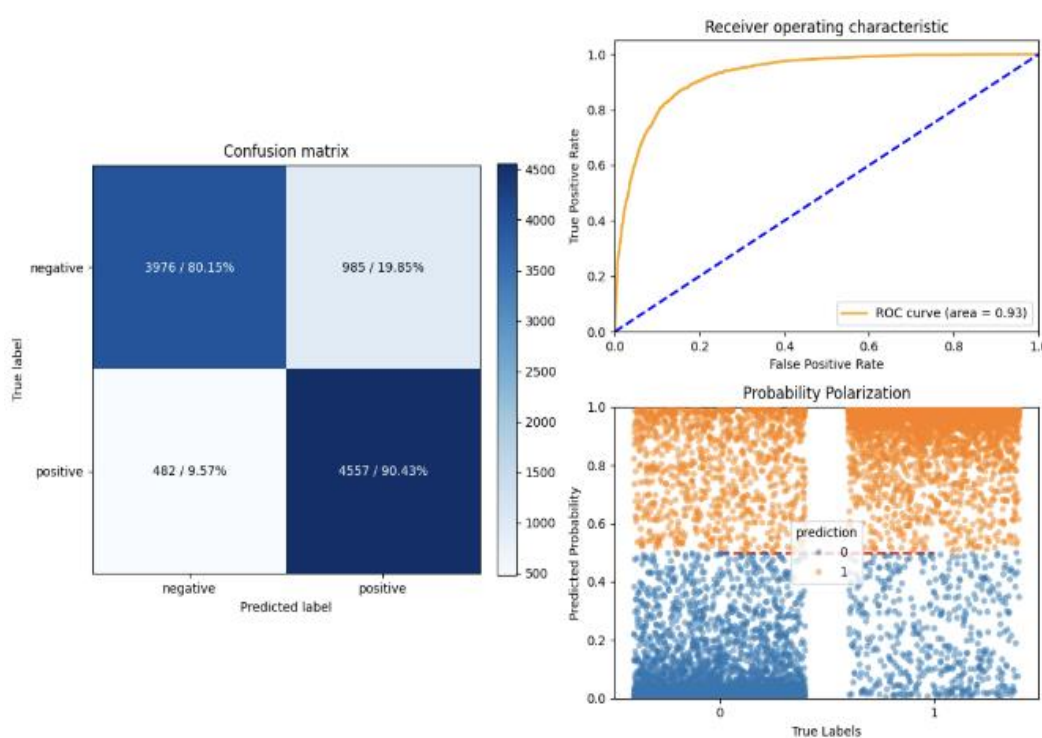 Confusion matrix
negative
positive
True label
3976 / 80.15%
985 / 19.85%
482 / 9.57%
4557 / 90.43%
negative
positive
Predicted label
4500
4000
3500
3000
2500
2000
1500
1000
500
Receiver operating characteristic
True Positive Rate
1.0
0.8
0.6
0.4
0.2
0.0
ROC curve (area = 0.93)
0.0
0.2
0.4
0.6
0.8
1.0
False Positive Rate
Probability Polarization
Predicted Probability
1.0
0.8
0.6
0.4
0.2
0.0
prediction
0
1
0
1
True Labels